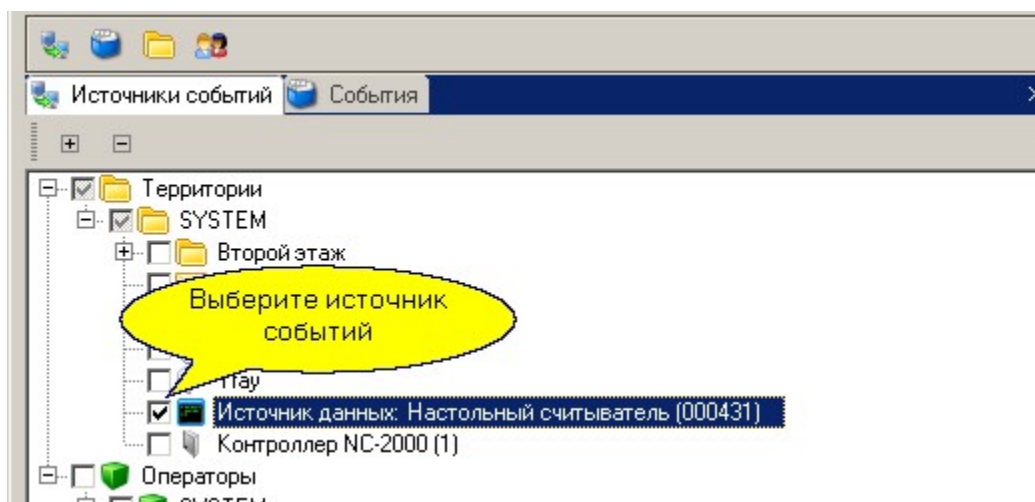 Источники событий События
Территории
SYSTEM
Второй этаж
Выберите источник
событий
Источник данных: Настольный считыватель (000431)
Контроллер NC-2000 (1)
Операторы
SYSTEM